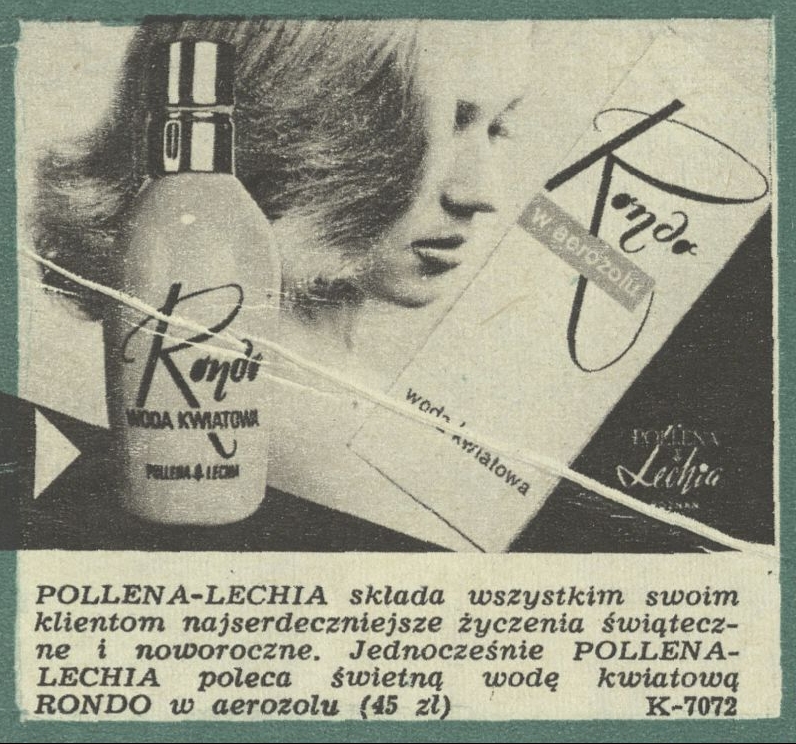 Rondo
w aerozolu
woda kwiatowa
Rondo
WODA KWIATOWA
POLLENA LECHIA
POLLENA
Lechia
POZNAŃ
POLLENA-LECHIA składa wszystkim swoim
klientom najserdeczniejsze życzenia świątecz-
ne i noworoczne. Jednocześnie POLLENA-
LECHIA poleca świetną wodę kwiatową
RONDO w aerozolu (45 zł) K-7072